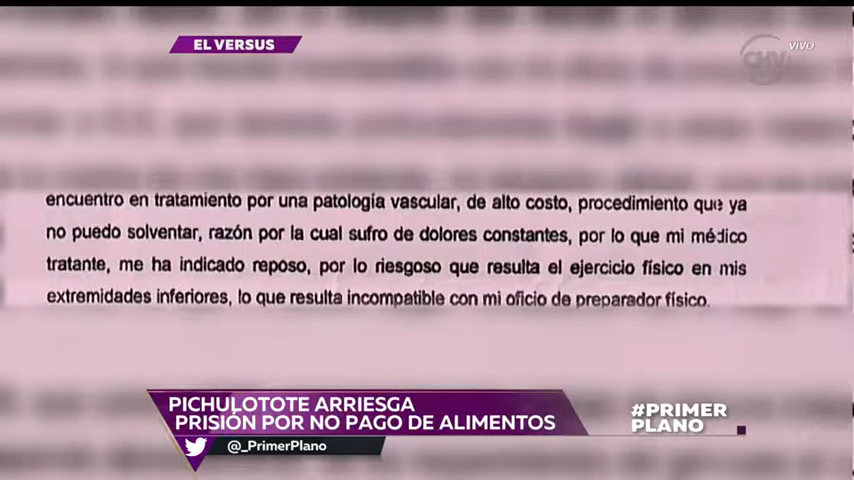 EL VERSUS
CHV VIVO
encuentro en tratamiento por una patología vascular, de alto costo, procedimiento que ya
no puedo solventar, razón por la cual sufro de dolores constantes, por lo que mi médico
tratante, me ha indicado reposo, por lo riesgoso que resulta el ejercicio físico en mis
extremidades inferiores, lo que resulta incompatible con mi oficio de preparador físico.
PICHULOTOTE ARRIESGA
PRISIÓN POR NO PAGO DE ALIMENTOS
#PRIMER
PLANO
@_PrimerPlano